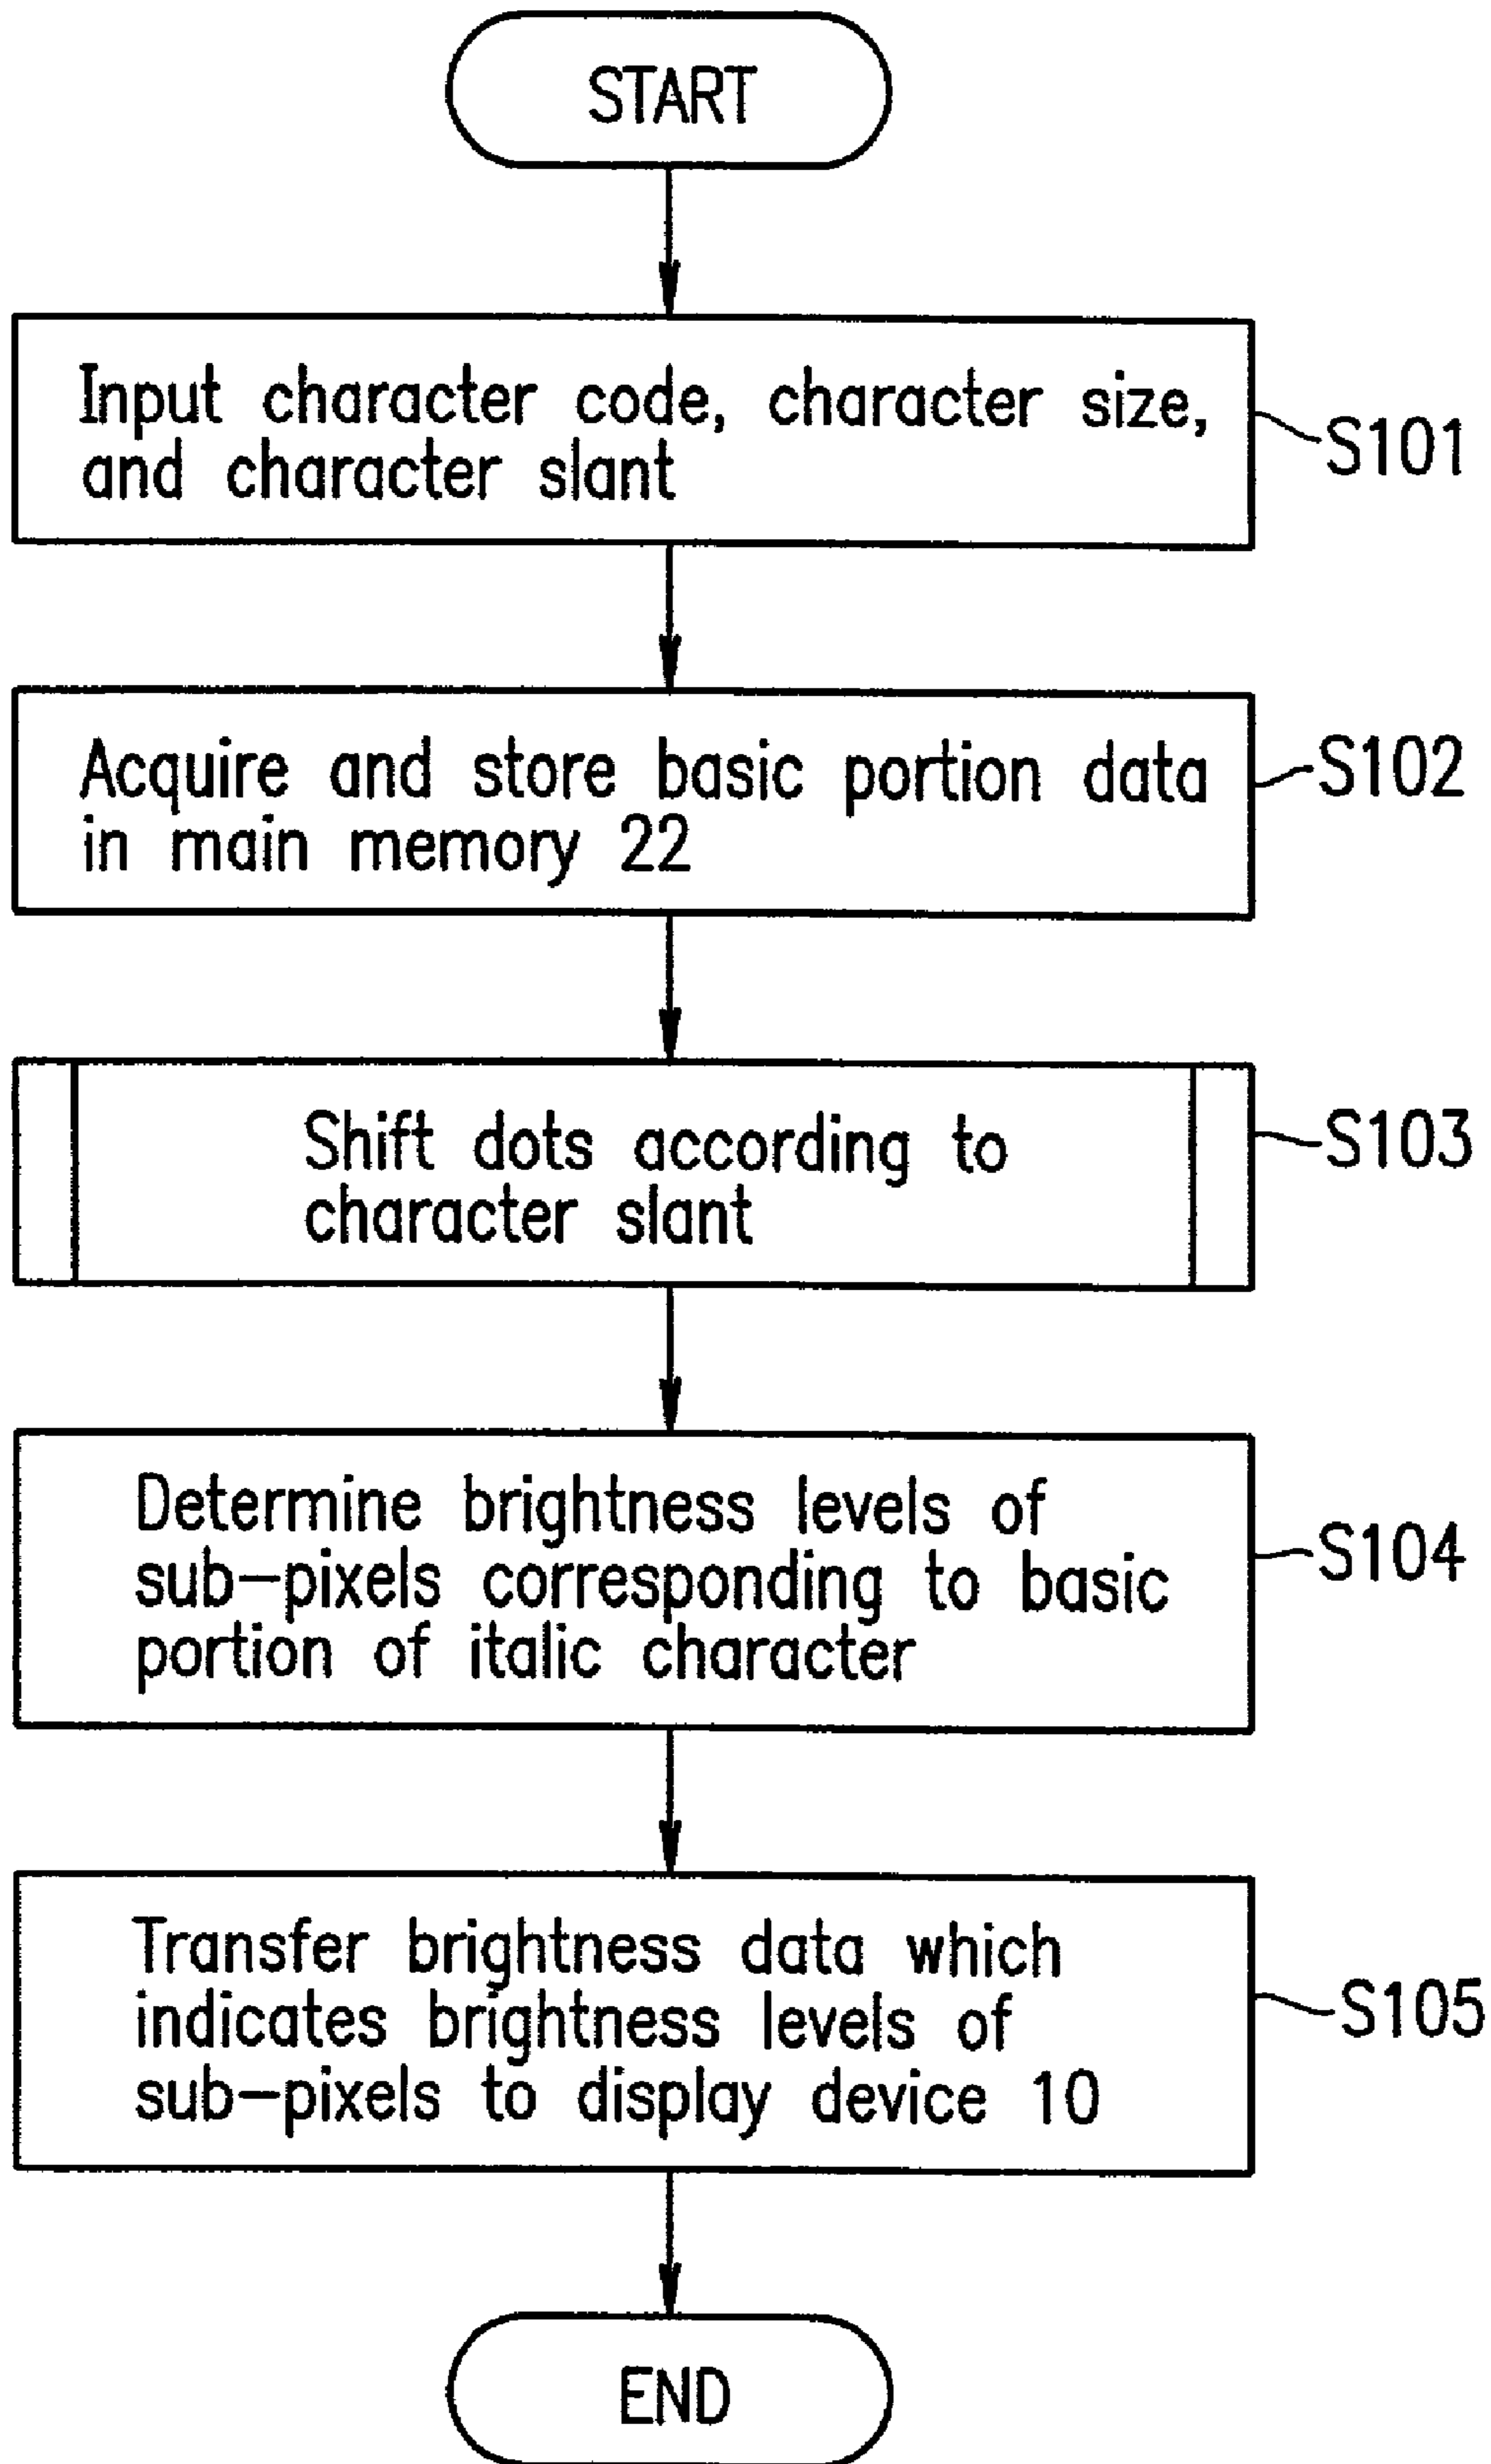 START
Input character code, character size,
and character slant
S101
Acquire and store basic portion data
in main memory 22
S102
Shift dots according to
character slant
S103
Determine brightness levels of
sub-pixels corresponding to basic
portion of italic character
S104
Transfer brightness data which
indicates brightness levels of
sub-pixels to display device 10
S105
END